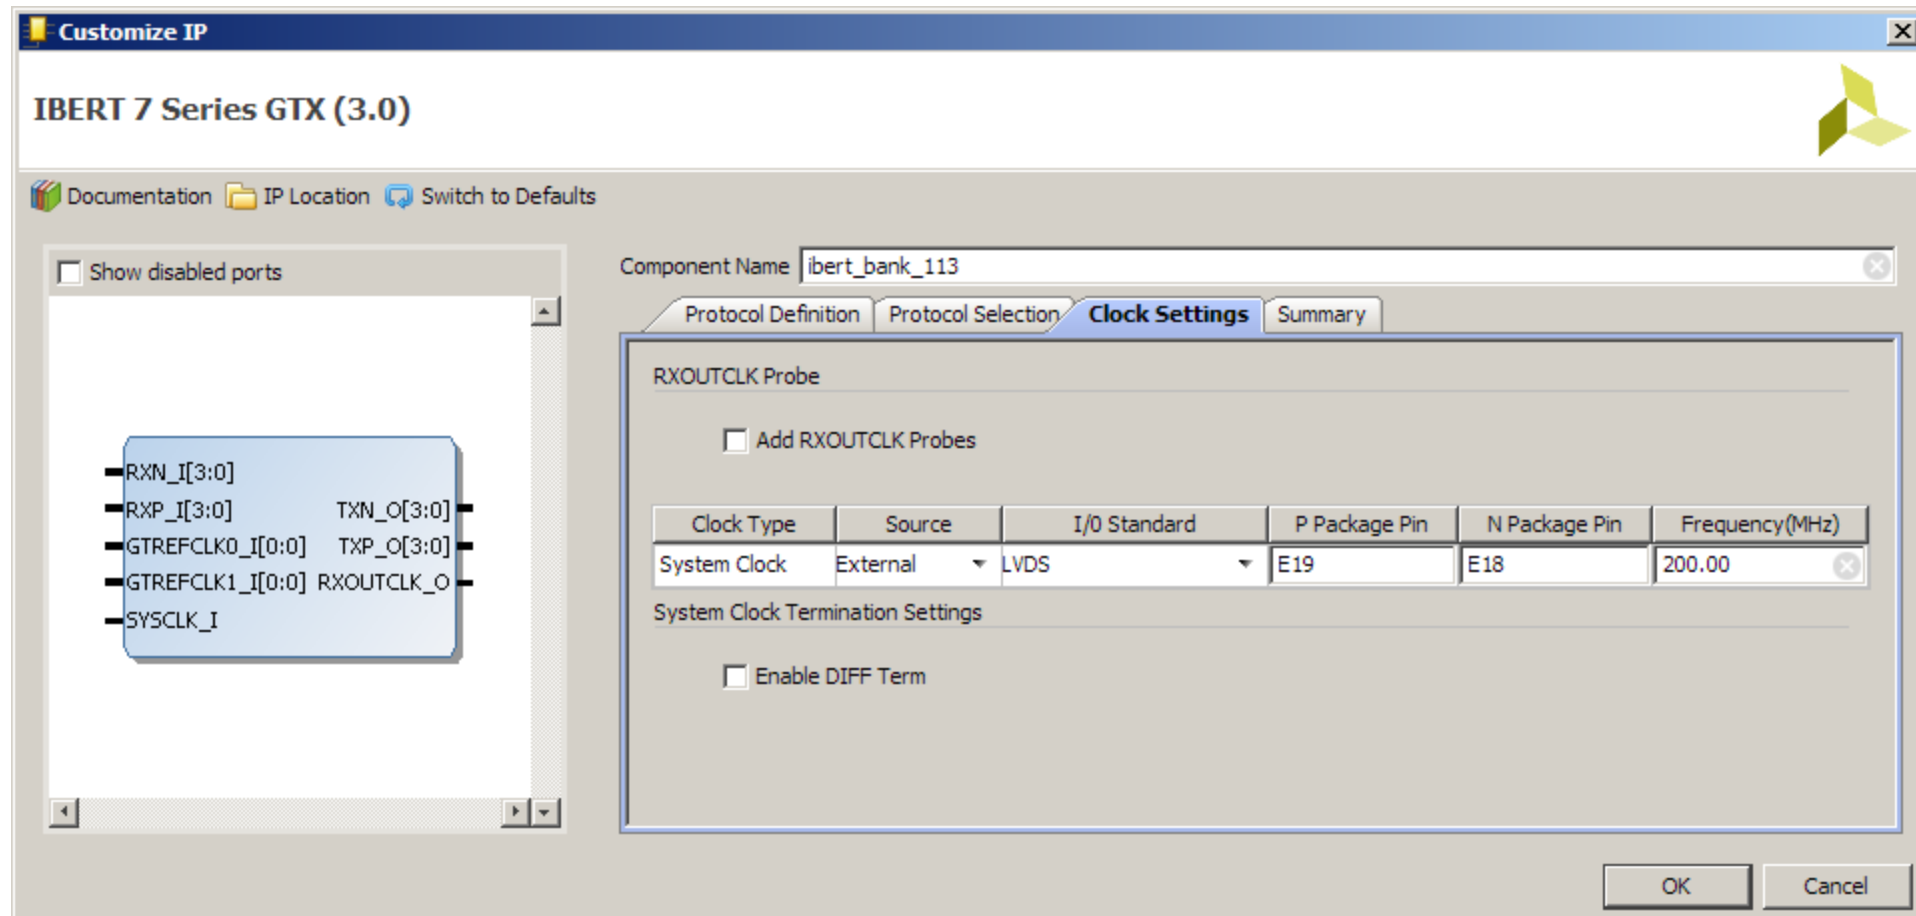 Customize IP
IBERT 7 Series GTX (3.0)
Documentation IP Location Switch to Defaults
Show disabled ports
RXN_I[3:0]
RXP_I[3:0] TXN_O[3:0]
GTREFCLK0_I[0:0] TXP_O[3:0]
GTREFCLK1_I[0:0] RXOUTCLK_O
SYSCLK_I
Component Name ibert_bank_113
Protocol Definition Protocol Selection Clock Settings Summary
RXOUTCLK Probe
Add RXOUTCLK Probes
Clock Type Source I/0 Standard P Package Pin N Package Pin Frequency(MHz)
System Clock External LVDS E19 E18 200.00
System Clock Termination Settings
Enable DIFF Term
OK Cancel